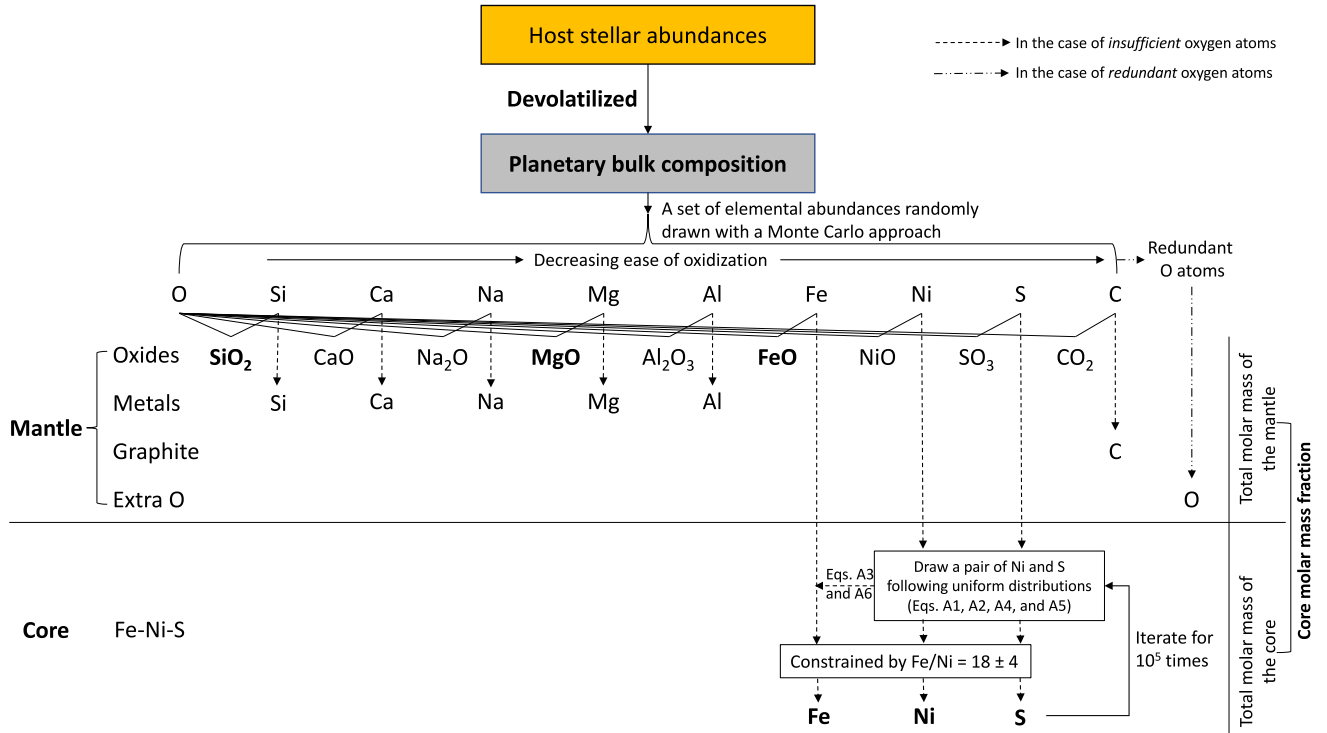 Host stellar abundances
In the case of insufficient oxygen atoms
In the case of redundant oxygen atoms
Devolatilized
Planetary bulk composition
A set of elemental abundances randomly
drawn with a Monte Carlo approach
Decreasing ease of oxidization
Redundant
O atoms
O Si Ca Na Mg Al Fe Ni S C
Oxides SiO₂ CaO Na₂O MgO Al₂O₃ FeO NiO SO₃ CO₂
Metals Si Ca Na Mg Al
Mantle
Graphite C
Extra O O
Total molar mass of
the mantle
Core molar mass fraction
Draw a pair of Ni and S
following uniform distributions
(Eqs. A1, A2, A4, and A5)
Eqs. A3
and A6
Core Fe-Ni-S
Iterate for
10⁵ times
Constrained by Fe/Ni = 18 ± 4
Fe Ni S
Total molar mass of
the core